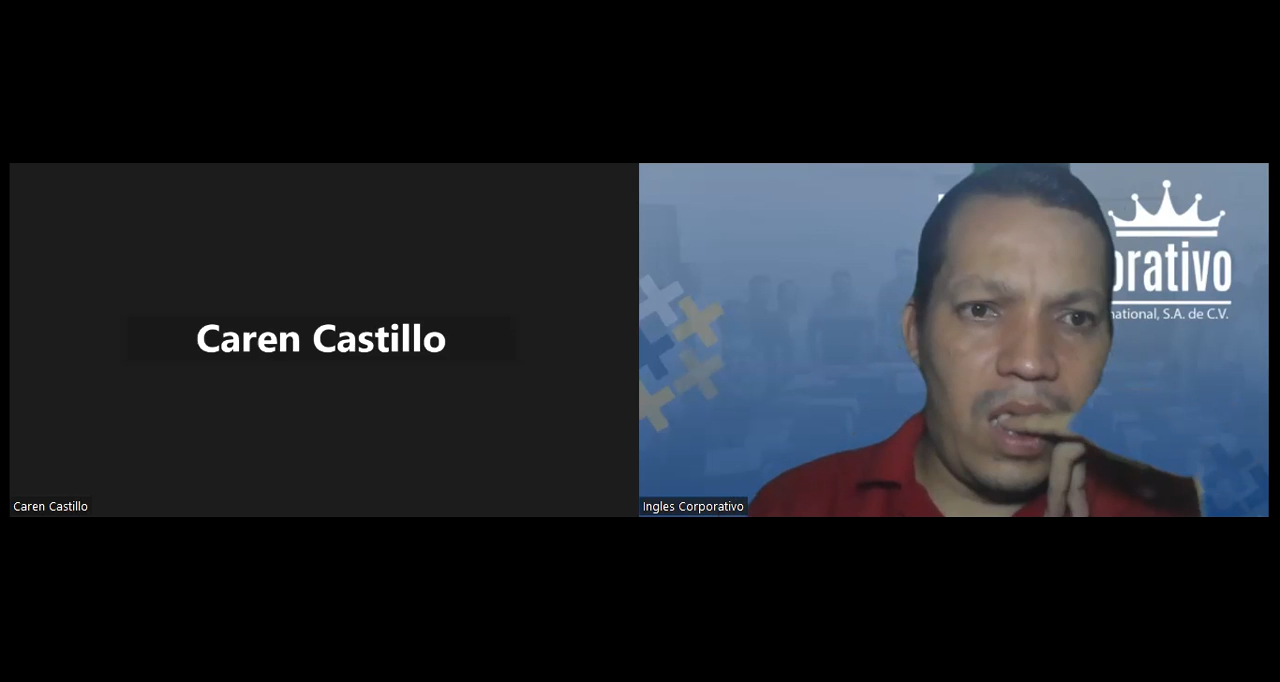 Caren Castillo
Caren Castillo
orativo
national, S.A. de C.V.
Ingles Corporativo